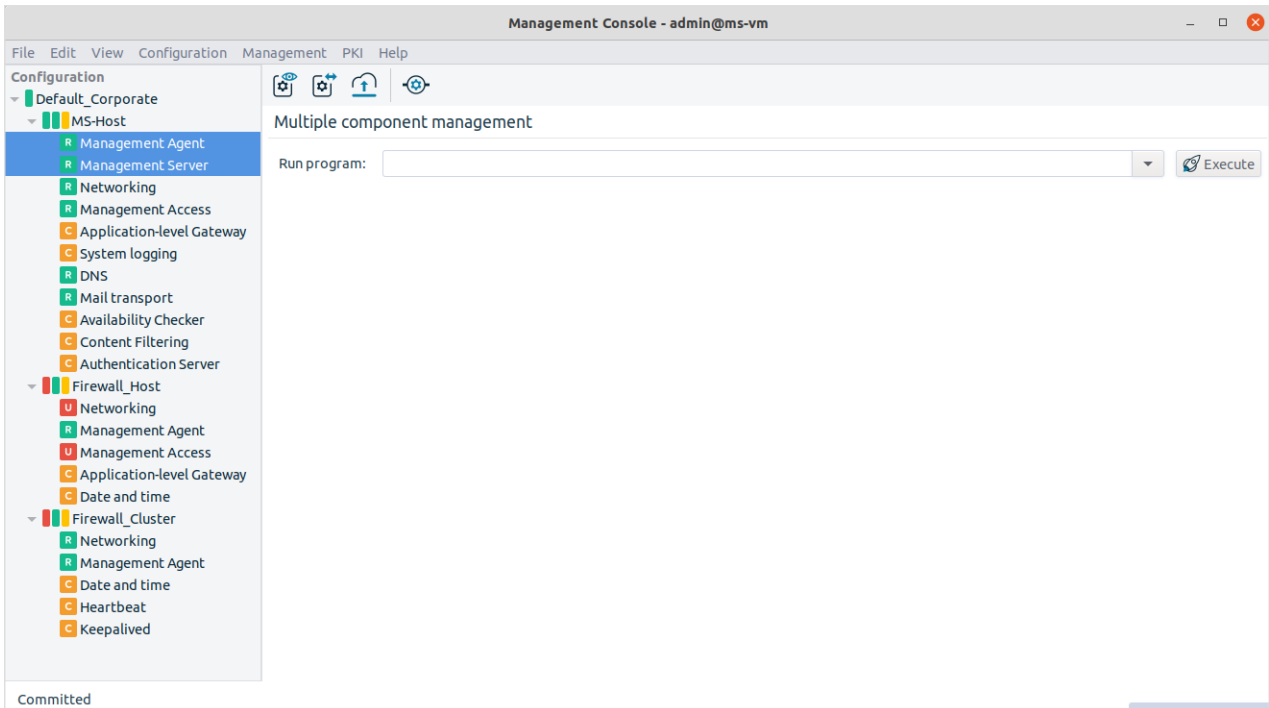 Management Console - admin@ms-vm
File Edit View Configuration Management PKI Help
Configuration
Default_Corporate
MS-Host
R Management Agent
R Management Server
R Networking
R Management Access
C Application-level Gateway
C System logging
R DNS
R Mail transport
C Availability Checker
C Content Filtering
C Authentication Server
Firewall_Host
U Networking
R Management Agent
U Management Access
C Application-level Gateway
C Date and time
Firewall_Cluster
R Networking
R Management Agent
C Date and time
C Heartbeat
C Keepalived
Multiple component management
Run program:
Execute
Committed